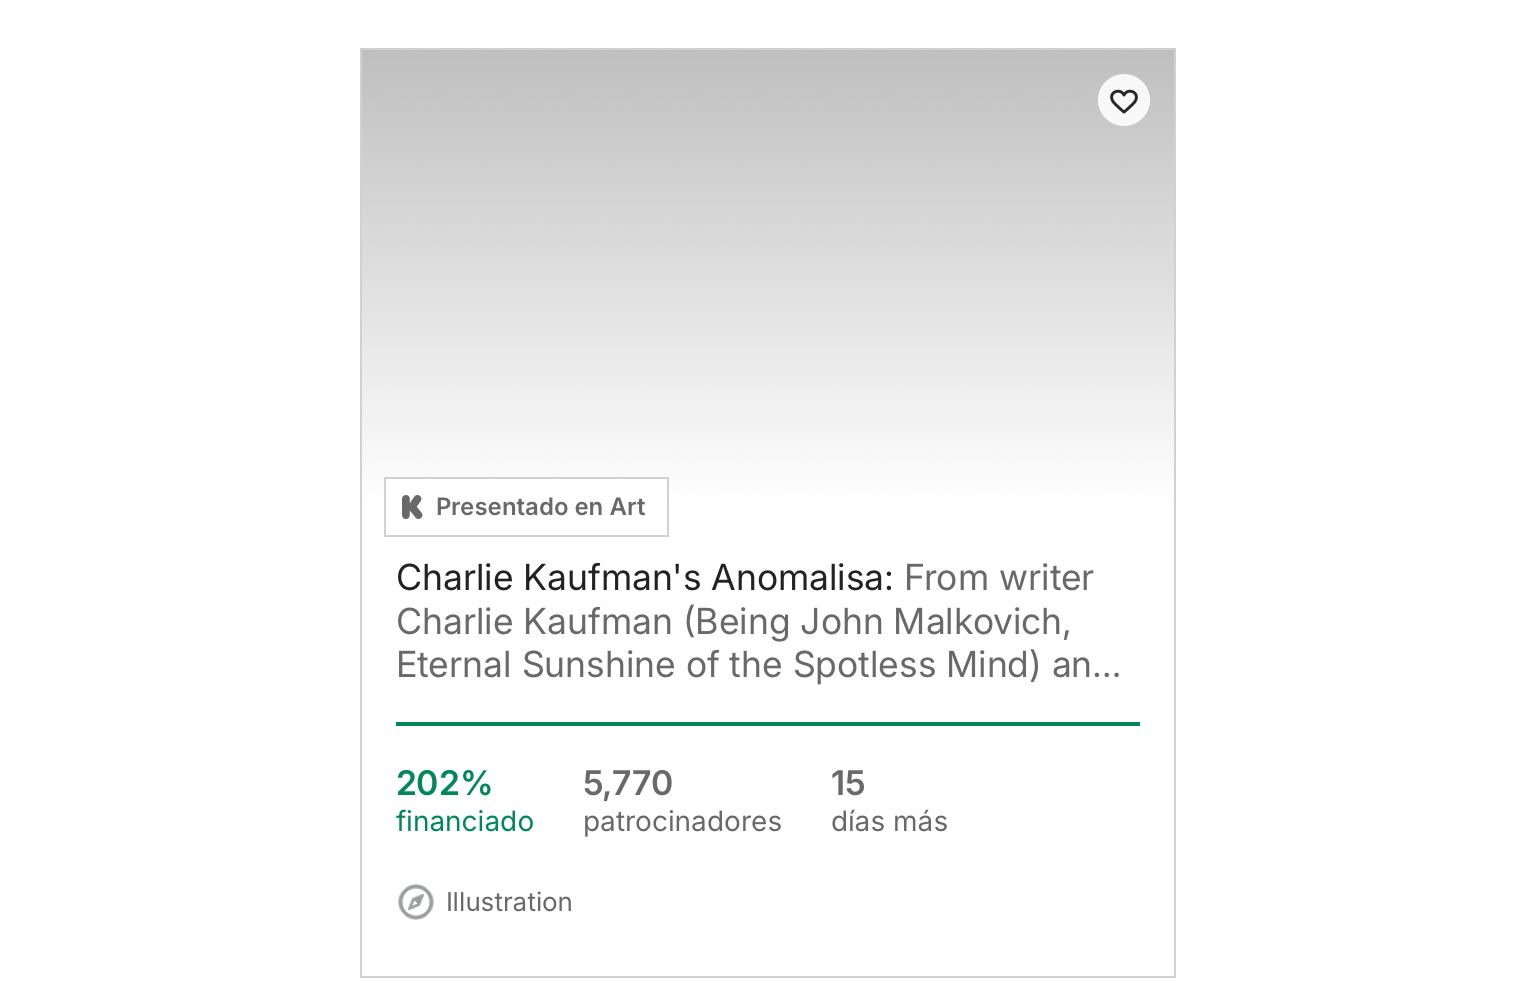 Presentado en Art
Charlie Kaufman's Anomalisa: From writer
Charlie Kaufman (Being John Malkovich,
Eternal Sunshine of the Spotless Mind) an...
202%
financiado
5,770
patrocinadores
15
días más
Illustration